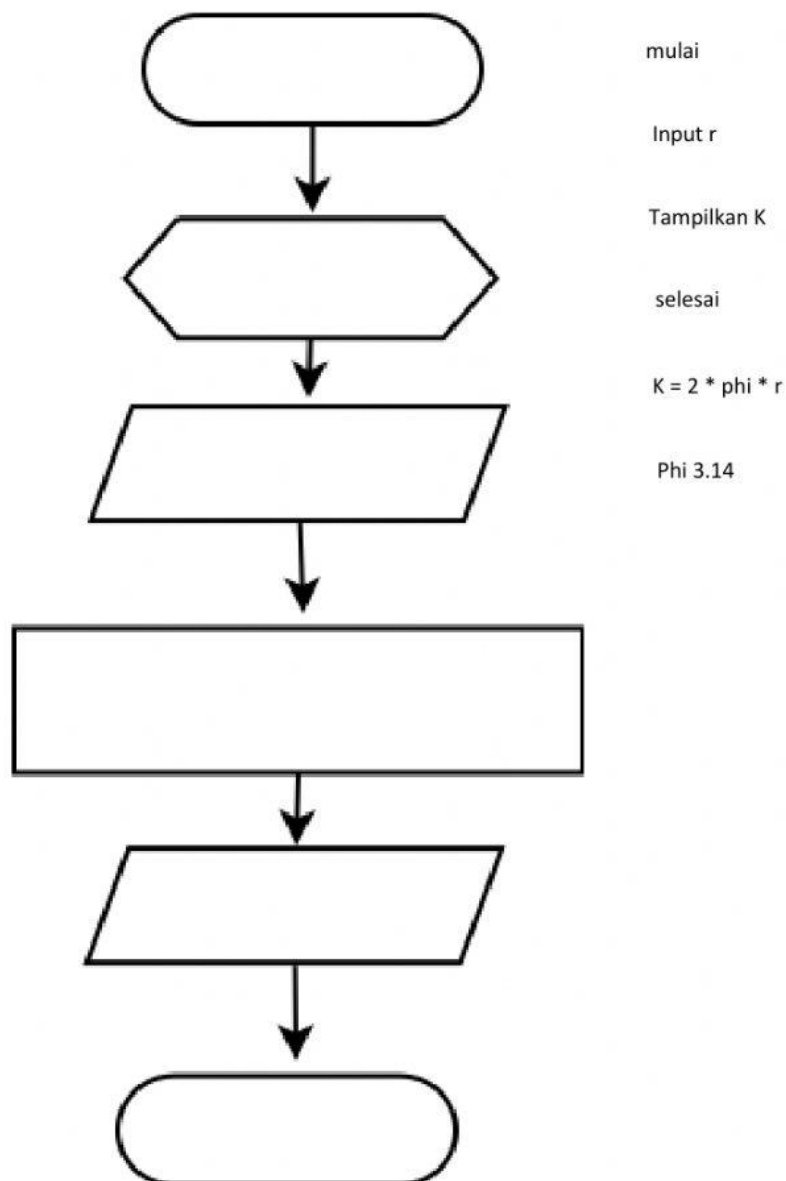 mulai
Input r
Tampilkan K
selesai
K = 2 * phi * r
Phi 3.14